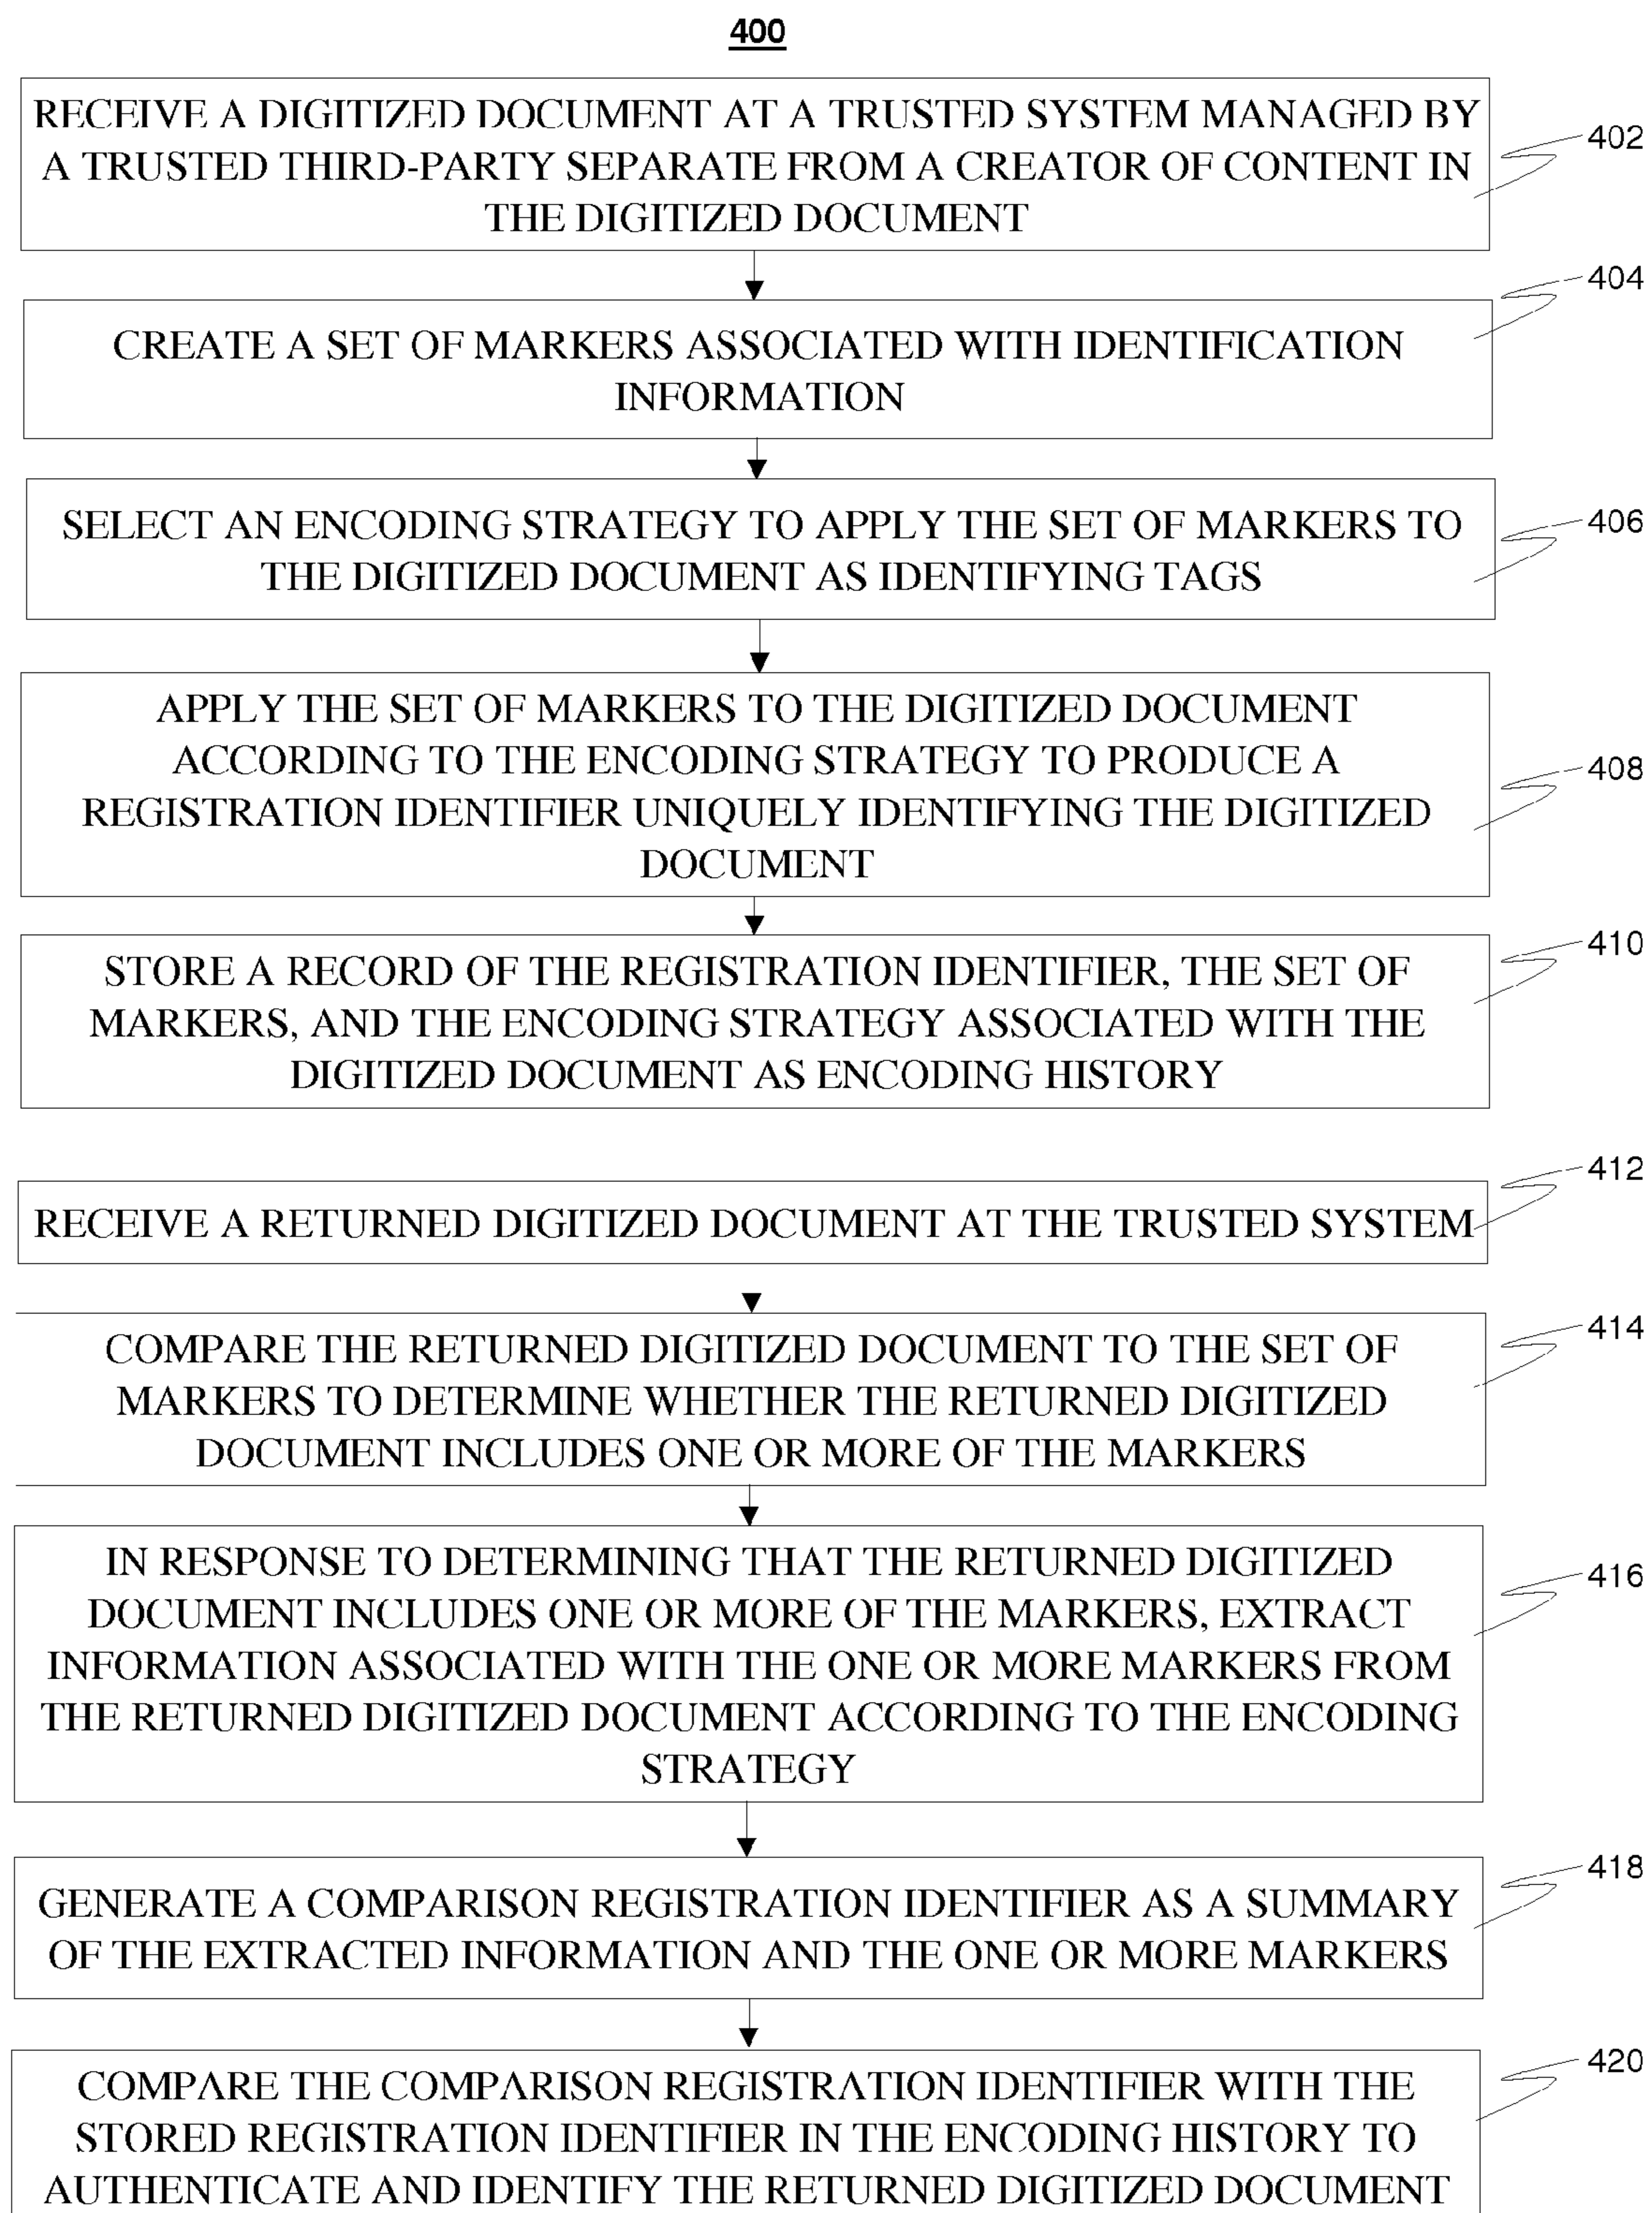 400
RECEIVE A DIGITIZED DOCUMENT AT A TRUSTED SYSTEM MANAGED BY
A TRUSTED THIRD-PARTY SEPARATE FROM A CREATOR OF CONTENT IN
THE DIGITIZED DOCUMENT
402
CREATE A SET OF MARKERS ASSOCIATED WITH IDENTIFICATION
INFORMATION
404
SELECT AN ENCODING STRATEGY TO APPLY THE SET OF MARKERS TO
THE DIGITIZED DOCUMENT AS IDENTIFYING TAGS
406
APPLY THE SET OF MARKERS TO THE DIGITIZED DOCUMENT
ACCORDING TO THE ENCODING STRATEGY TO PRODUCE A
REGISTRATION IDENTIFIER UNIQUELY IDENTIFYING THE DIGITIZED
DOCUMENT
408
STORE A RECORD OF THE REGISTRATION IDENTIFIER, THE SET OF
MARKERS, AND THE ENCODING STRATEGY ASSOCIATED WITH THE
DIGITIZED DOCUMENT AS ENCODING HISTORY
410
RECEIVE A RETURNED DIGITIZED DOCUMENT AT THE TRUSTED SYSTEM
412
COMPARE THE RETURNED DIGITIZED DOCUMENT TO THE SET OF
MARKERS TO DETERMINE WHETHER THE RETURNED DIGITIZED
DOCUMENT INCLUDES ONE OR MORE OF THE MARKERS
414
IN RESPONSE TO DETERMINING THAT THE RETURNED DIGITIZED
DOCUMENT INCLUDES ONE OR MORE OF THE MARKERS, EXTRACT
INFORMATION ASSOCIATED WITH THE ONE OR MORE MARKERS FROM
THE RETURNED DIGITIZED DOCUMENT ACCORDING TO THE ENCODING
STRATEGY
416
GENERATE A COMPARISON REGISTRATION IDENTIFIER AS A SUMMARY
OF THE EXTRACTED INFORMATION AND THE ONE OR MORE MARKERS
418
COMPARE THE COMPARISON REGISTRATION IDENTIFIER WITH THE
STORED REGISTRATION IDENTIFIER IN THE ENCODING HISTORY TO
AUTHENTICATE AND IDENTIFY THE RETURNED DIGITIZED DOCUMENT
420